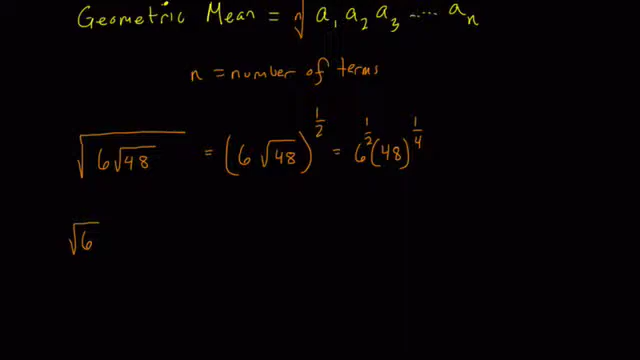 Geometric Mean = ⁿ√ a₁ a₂ a₃ ..... aₙ
n = number of terms
√(6√48) = (6 √48)^(1/2) = 6^(1/2) (48)^(1/4)
√6